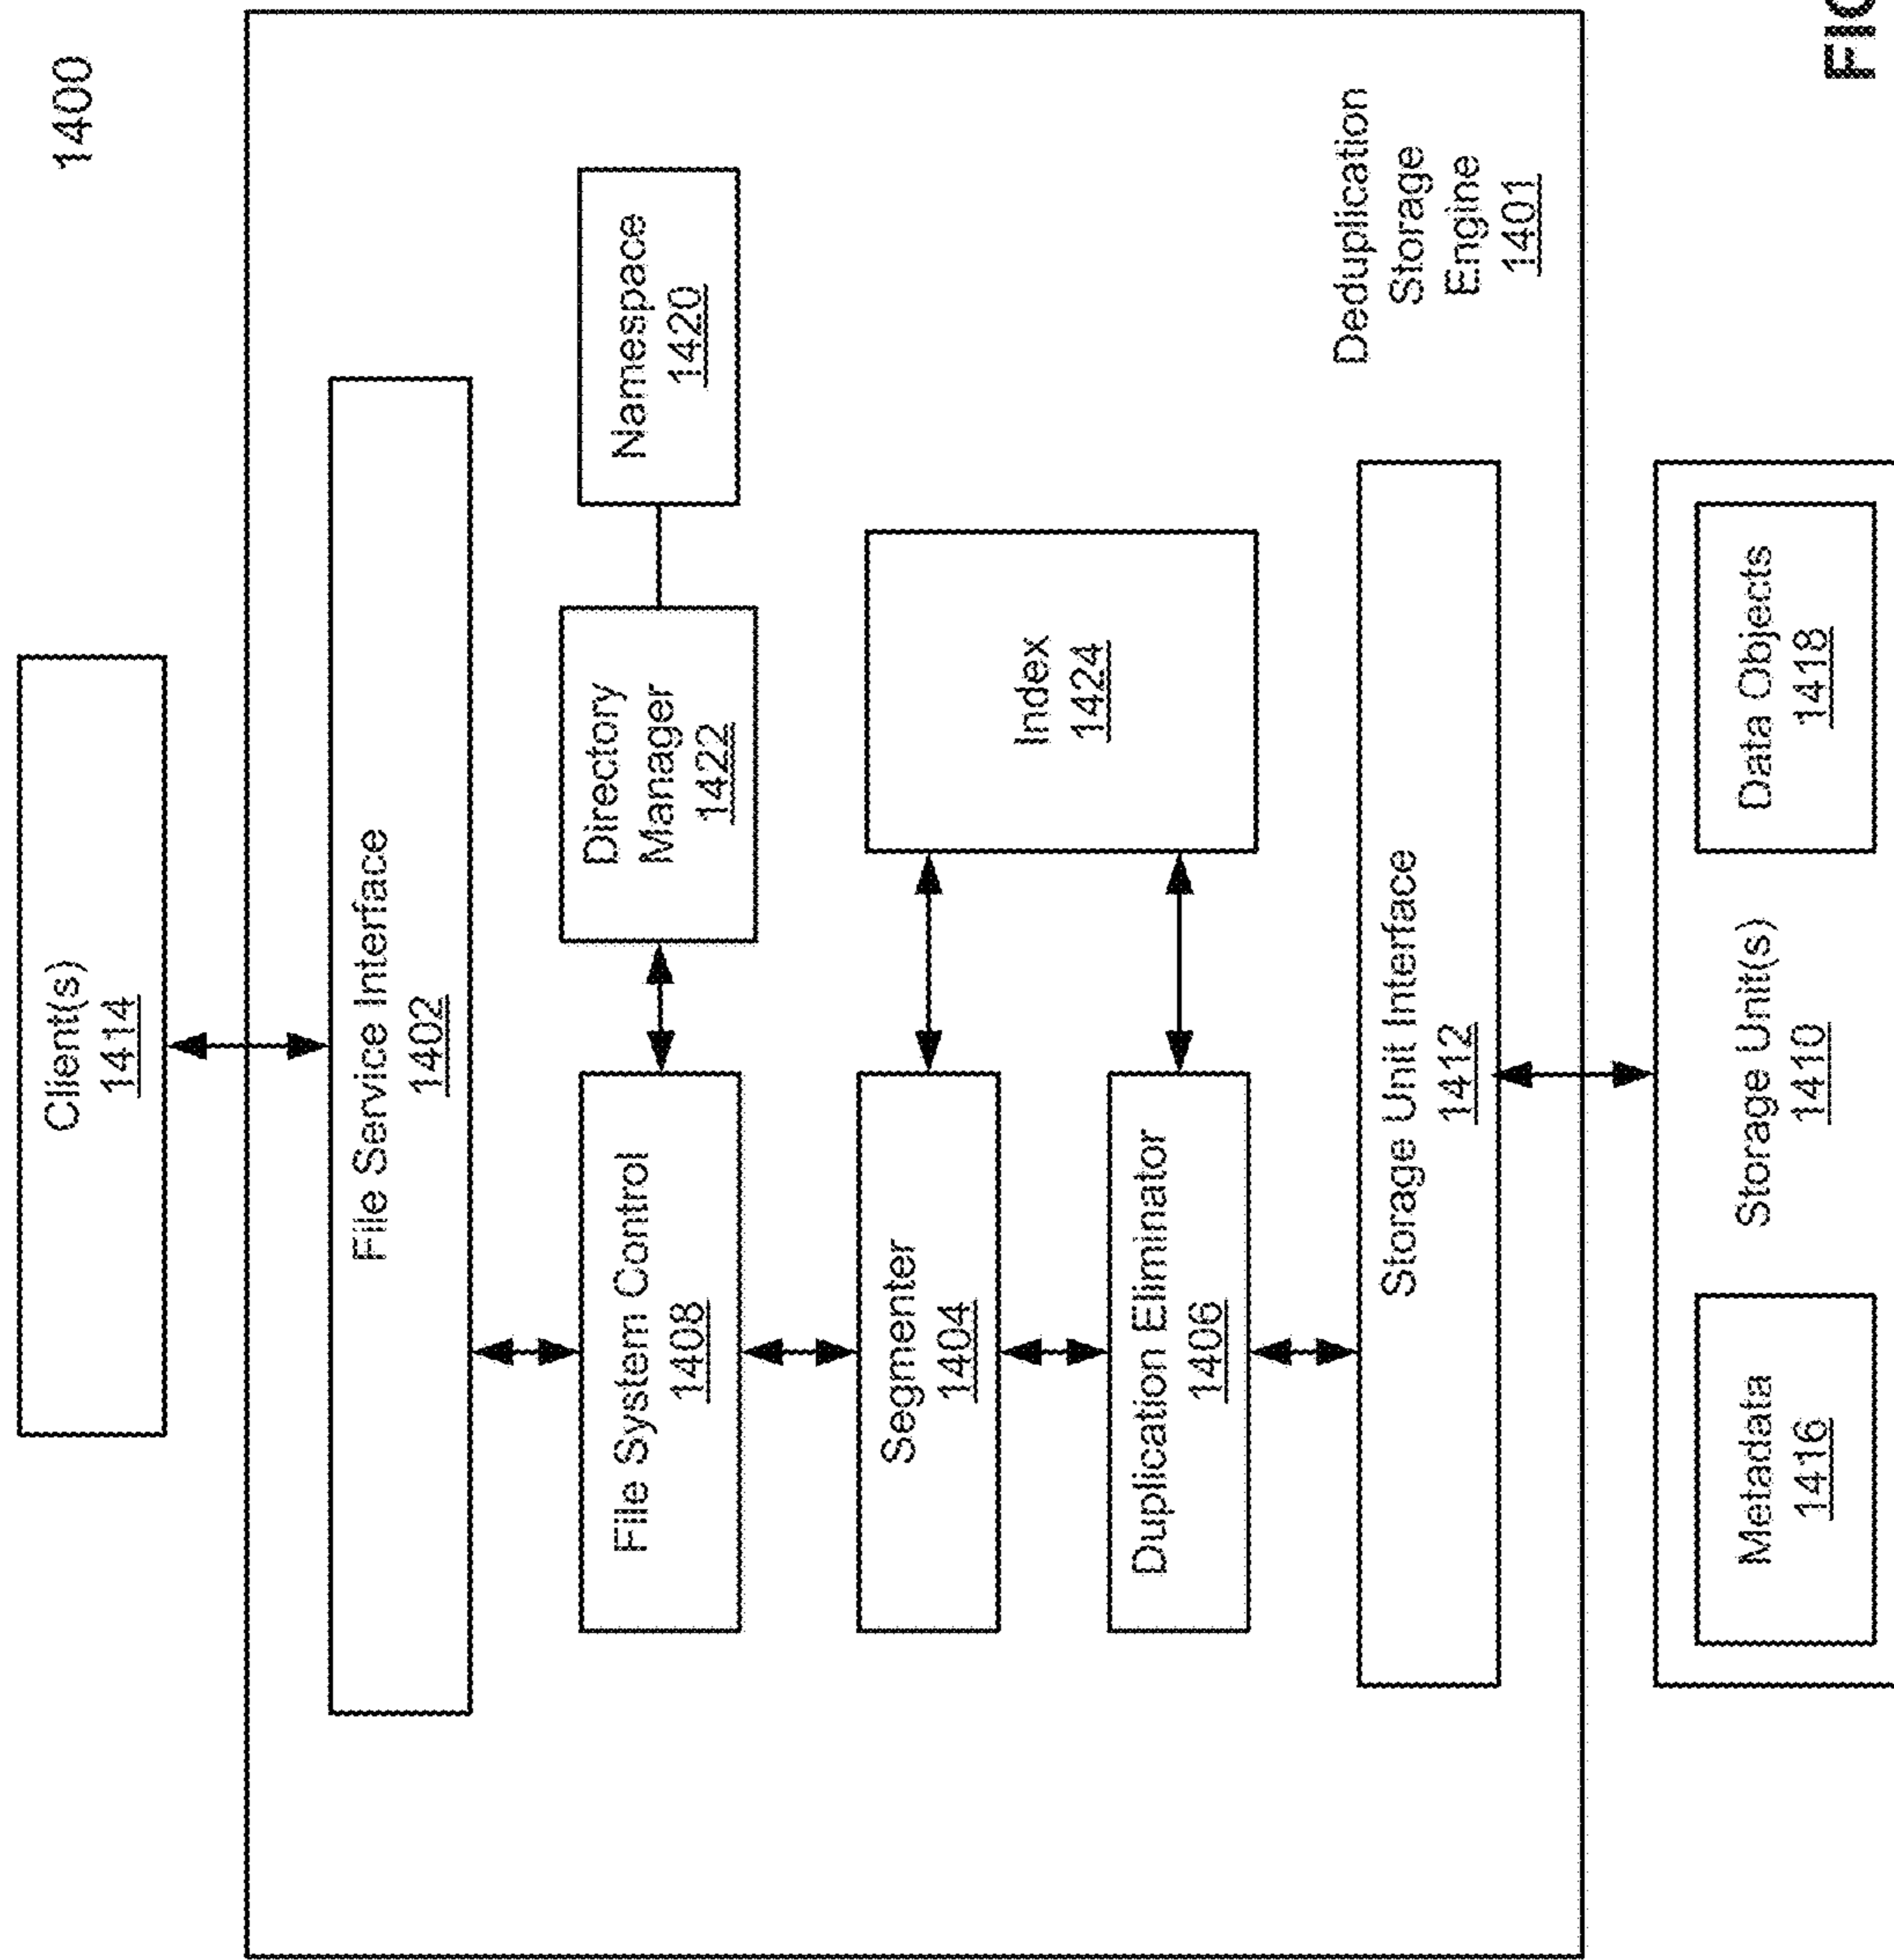 1400
Client(s)
1414
File Service Interface
1402
File System Control
1408
Directory
Manager
1422
Namespace
1420
Segmenter
1404
Index
1424
Duplication Eliminator
1406
Deduplication
Storage
Engine
1401
Storage Unit Interface
1412
Metadata
1416
Storage Unit(s)
1410
Data Objects
1418
FIG